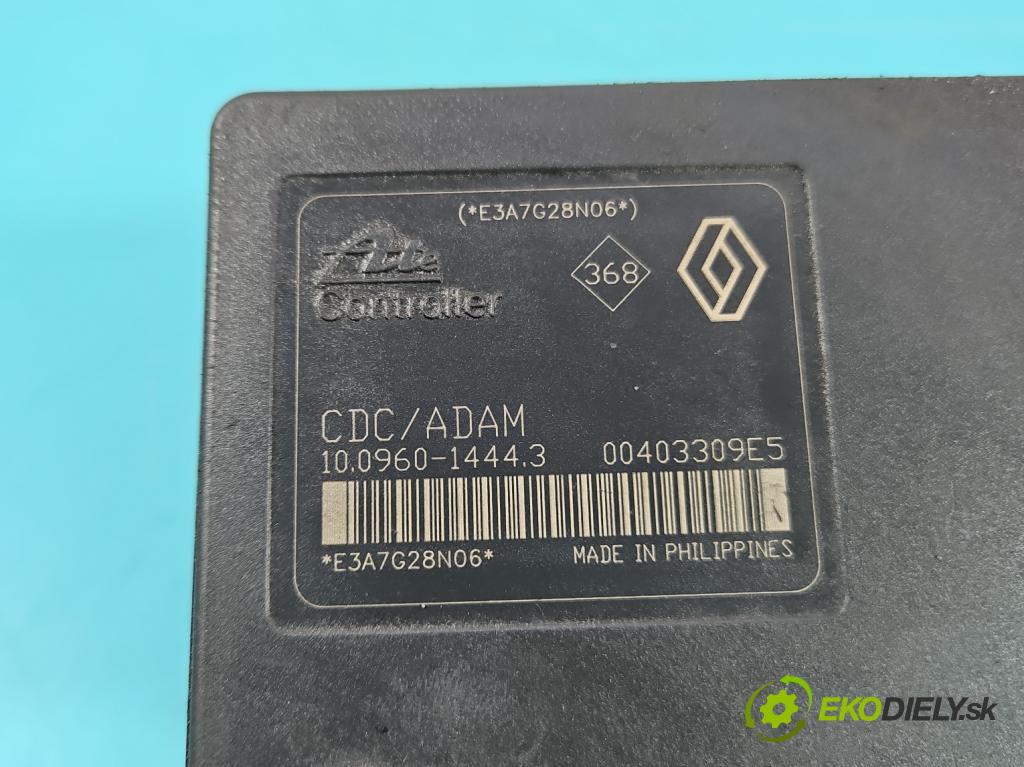 (*E3A7G28N06*)
Ate
Controller
368
CDC/ADAM
10.0960-1444.3 00403309E5
*E3A7G28N06* MADE IN PHILIPPINES
EKODIELY.sk